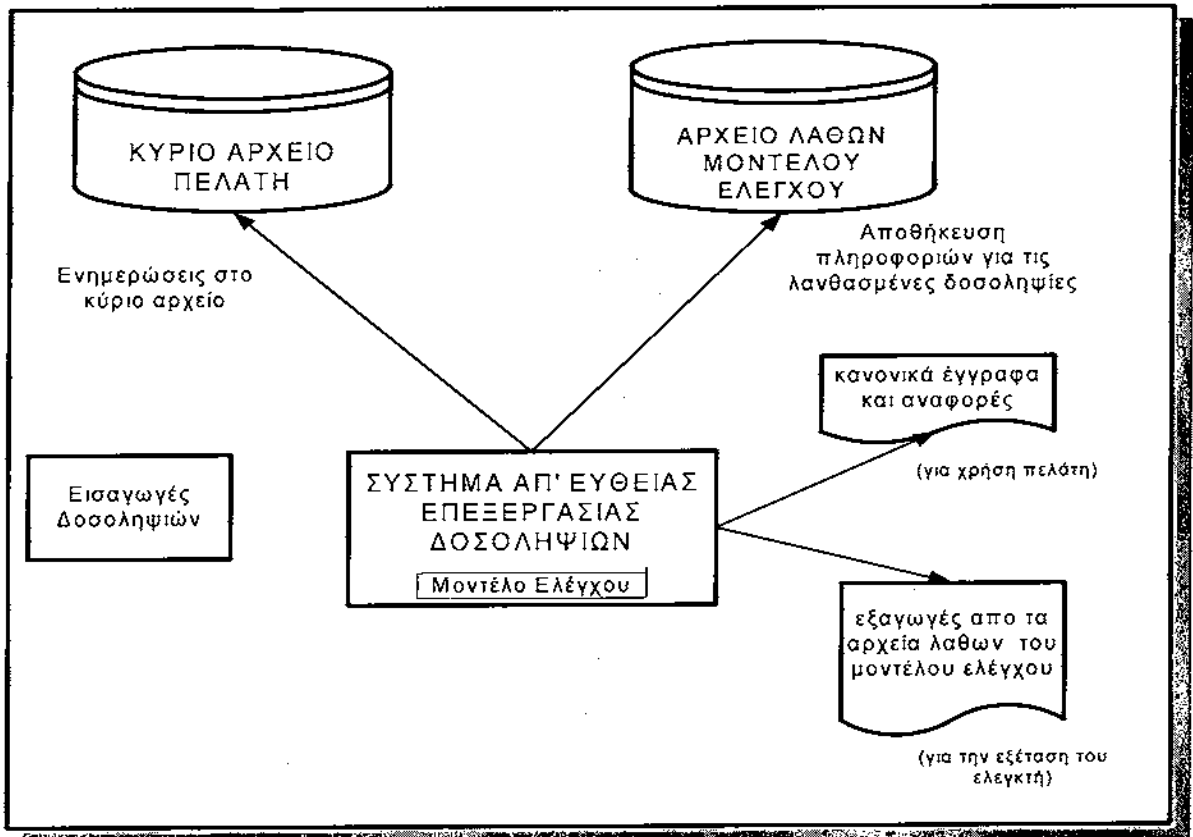 ΚΥΡΙΟ ΑΡΧΕΙΟ
ΠΕΛΑΤΗ
ΑΡΧΕΙΟ ΛΑΘΩΝ
ΜΟΝΤΕΛΟΥ
ΕΛΕΓΧΟΥ
Ενημερώσεις στο
κύριο αρχείο
Αποθήκευση
πληροφοριών για τις
λανθασμένες δοσοληψίες
κανονικά έγγραφα
και αναφορές
(για χρήση πελάτη)
Εισαγωγές
Δοσοληψιών
ΣΥΣΤΗΜΑ ΑΠ' ΕΥΘΕΙΑΣ
ΕΠΕΞΕΡΓΑΣΙΑΣ
ΔΟΣΟΛΗΨΙΩΝ
Μοντέλο Ελέγχου
εξαγωγές απο τα
αρχεία λαθων του
μοντέλου ελέγχου
(για την εξέταση του
ελεγκτή)